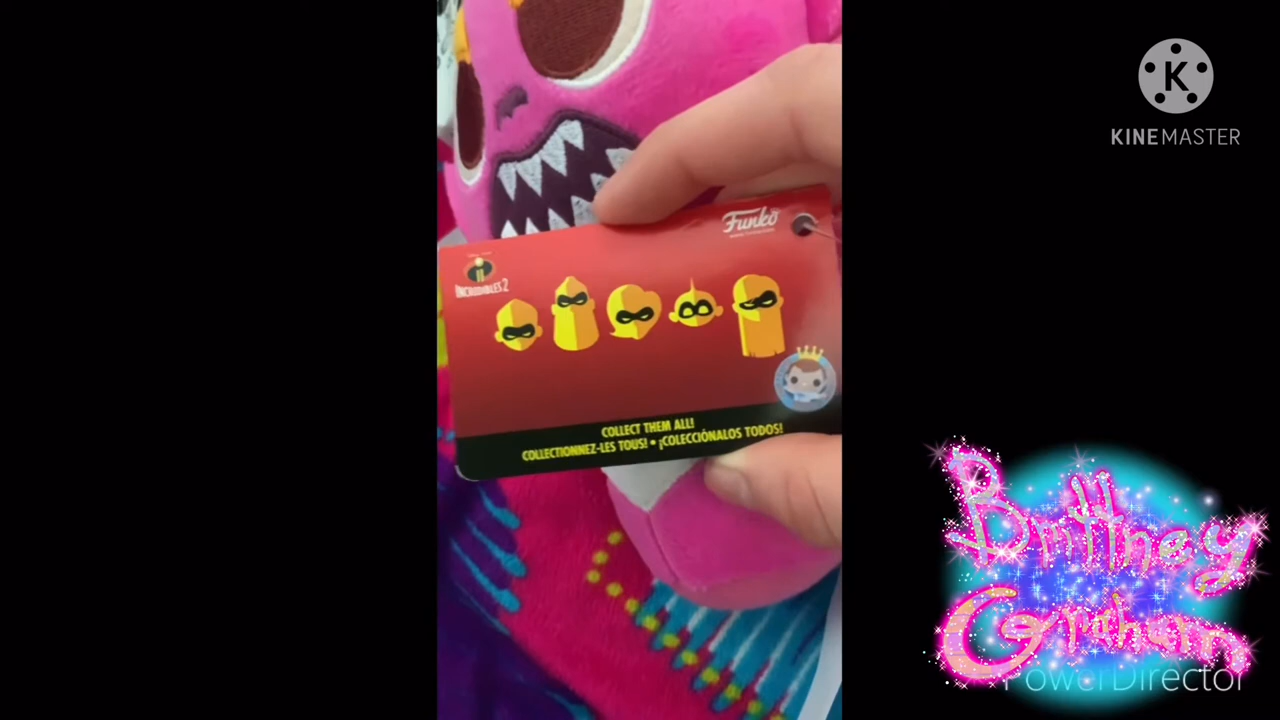 K
KINEMASTER
Funko
INCREDIBLES 2
COLLECT THEM ALL!
COLLECTIONNEZ-LES TOUS! • ¡COLECCIÓNALOS TODOS!
Brittney
Graham
PowerDirector